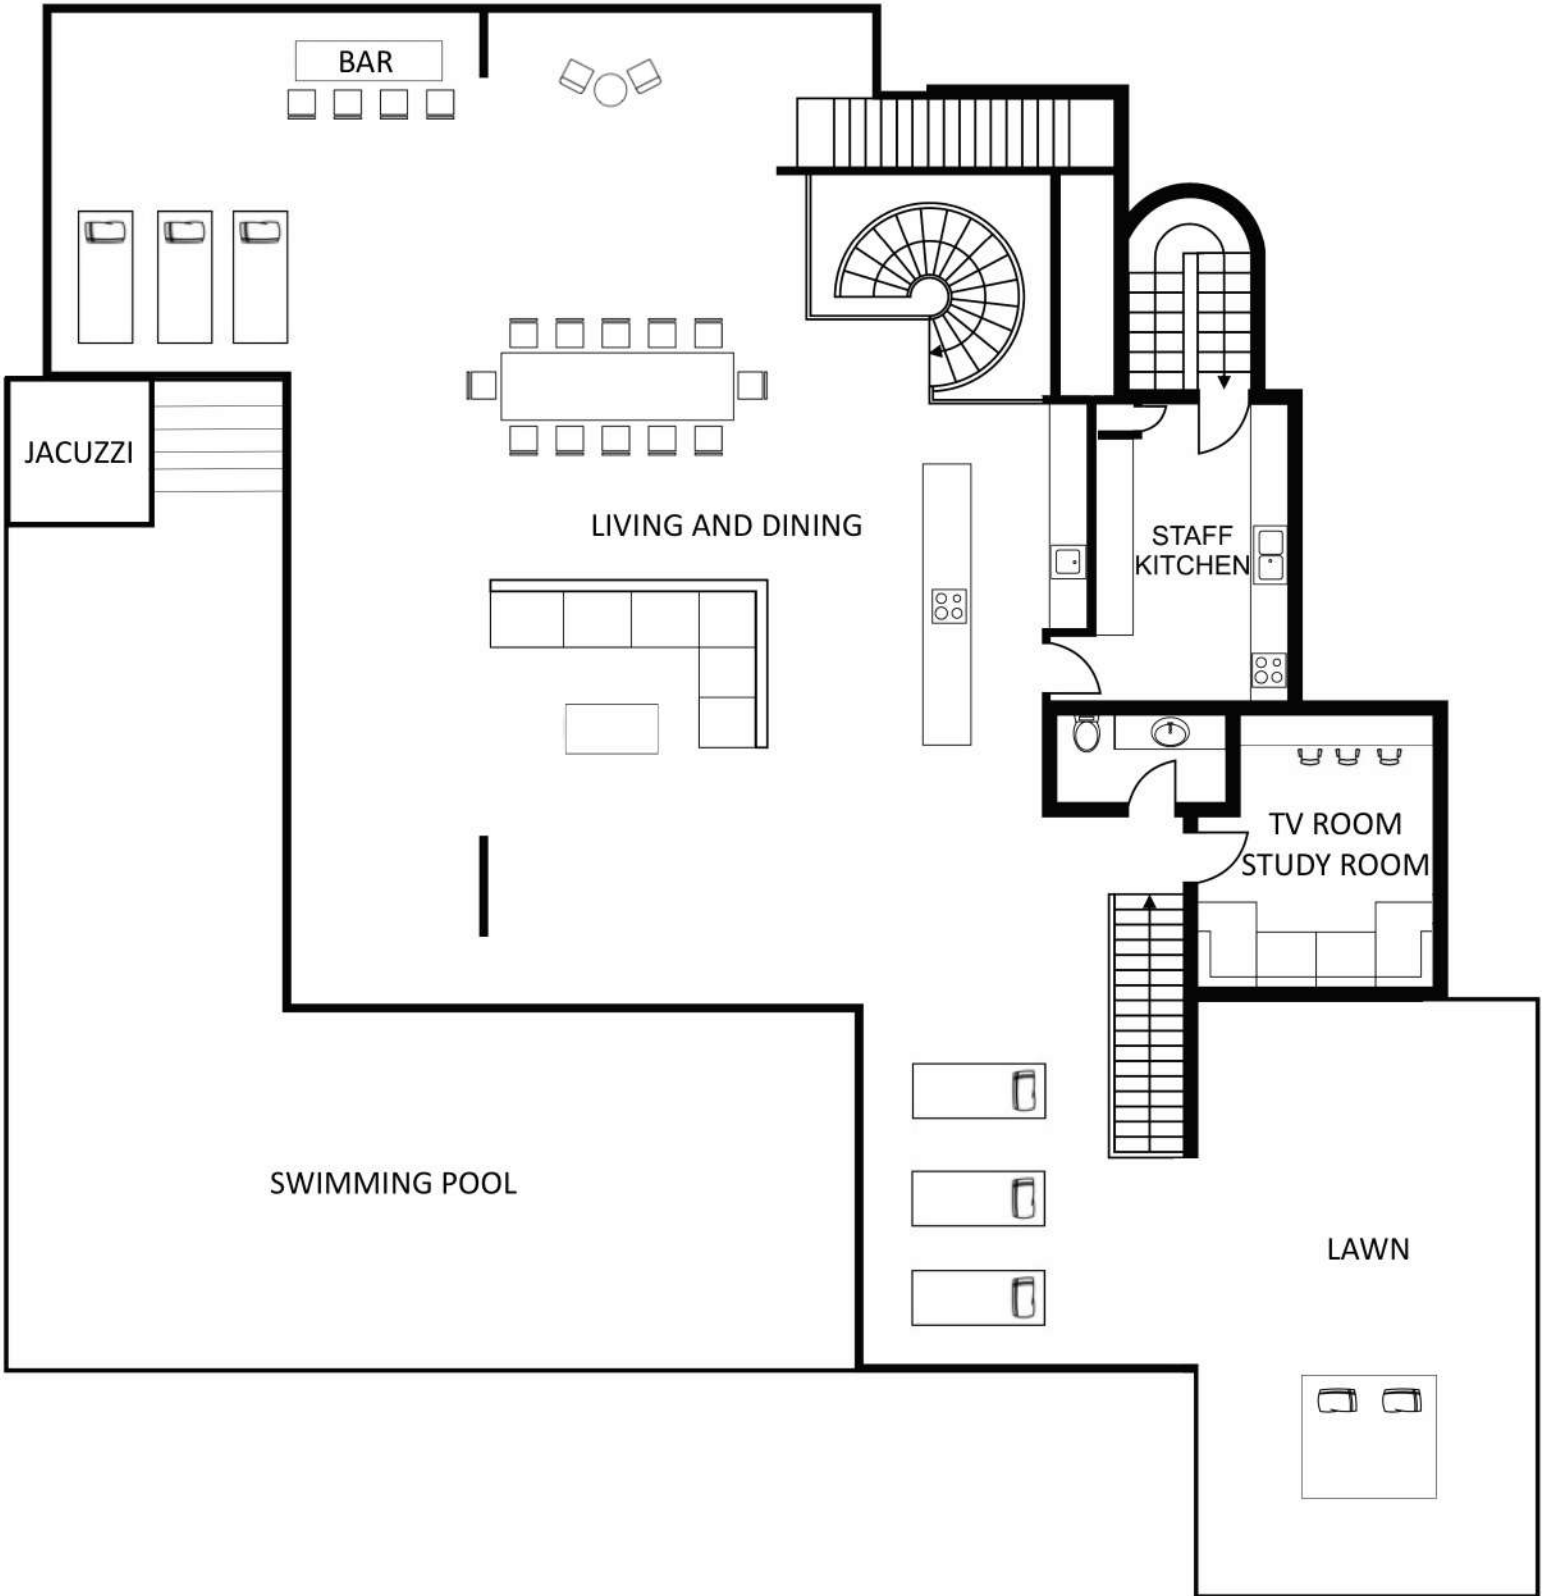 BAR
JACUZZI
LIVING AND DINING
STAFF
KITCHEN
TV ROOM
STUDY ROOM
SWIMMING POOL
LAWN